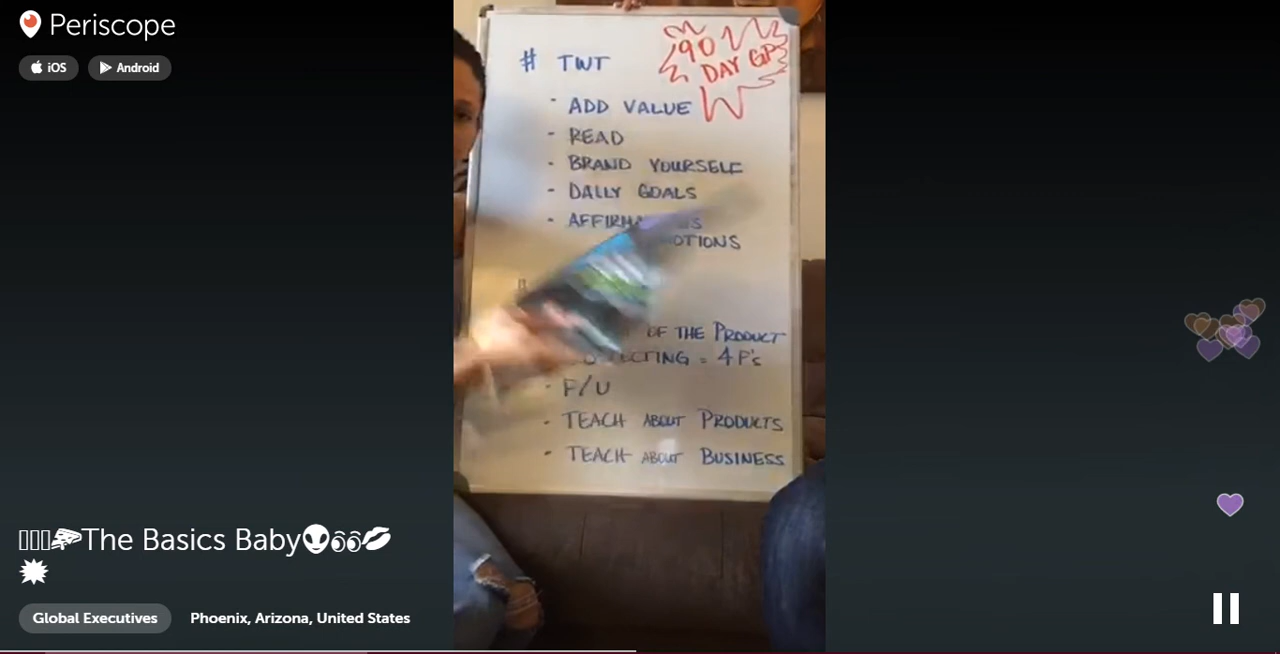 Periscope
iOS
Android
# TWT
90
DAY GP
- ADD VALUE
- READ
- BRAND YOURSELF
- DAILY GOALS
- 
OF THE PRODUCT
= 4 P's
- F/U
- TEACH ABOUT PRODUCTS
- TEACH ABOUT BUSINESS
The Basics Baby
Global Executives
Phoenix, Arizona, United States